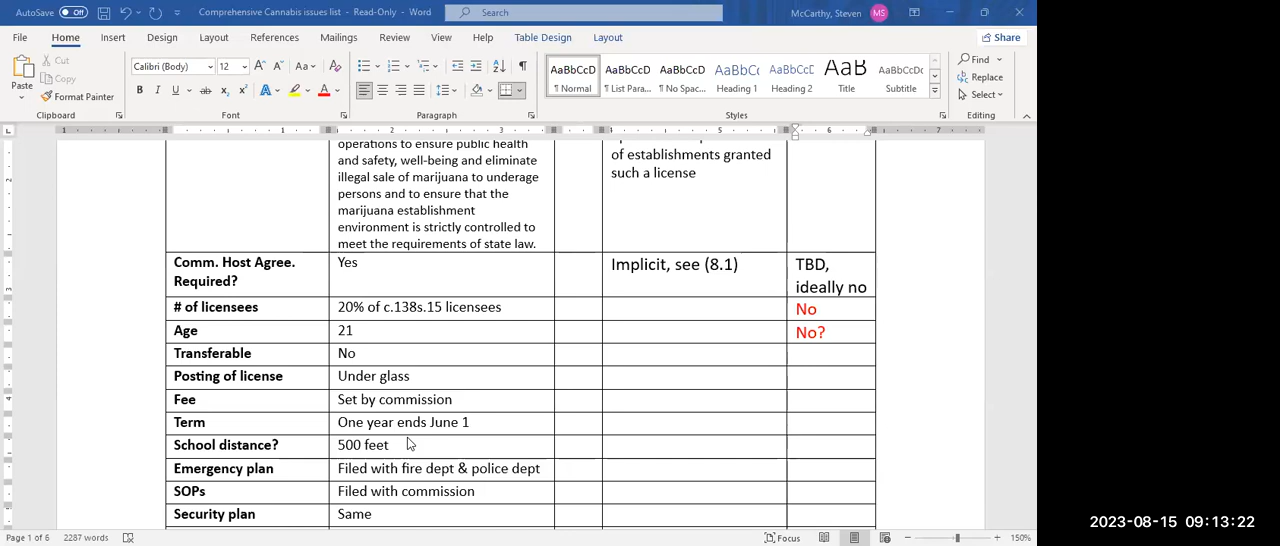 AutoSave Off Comprehensive Cannabis issues list - Read-Only - Word Search McCarthy, Steven MS
File Home Insert Design Layout References Mailings Review View Help Table Design Layout Share
Paste Cut Copy Format Painter
Calibri (Body) 12
AaBbCcD AaBbCcD AaBbCcD AaBbCc AaBbCcD AaB AaBbCcDc
¶ Normal ¶ List Para... ¶ No Spac... Heading 1 Heading 2 Title Subtitle
Find Replace Select
Clipboard Font Paragraph Styles Editing
operations to ensure public health
and safety, well-being and eliminate
illegal sale of marijuana to underage
persons and to ensure that the
marijuana establishment
environment is strictly controlled to
meet the requirements of state law.
of establishments granted
such a license
Comm. Host Agree.
Required?
Yes
Implicit, see (8.1)
TBD,
ideally no
# of licensees 20% of c.138s.15 licensees No
Age 21 No?
Transferable No
Posting of license Under glass
Fee Set by commission
Term One year ends June 1
School distance? 500 feet
Emergency plan Filed with fire dept & police dept
SOPs Filed with commission
Security plan Same
Page 1 of 6 2287 words Focus 150%
2023-08-15 09:13:22